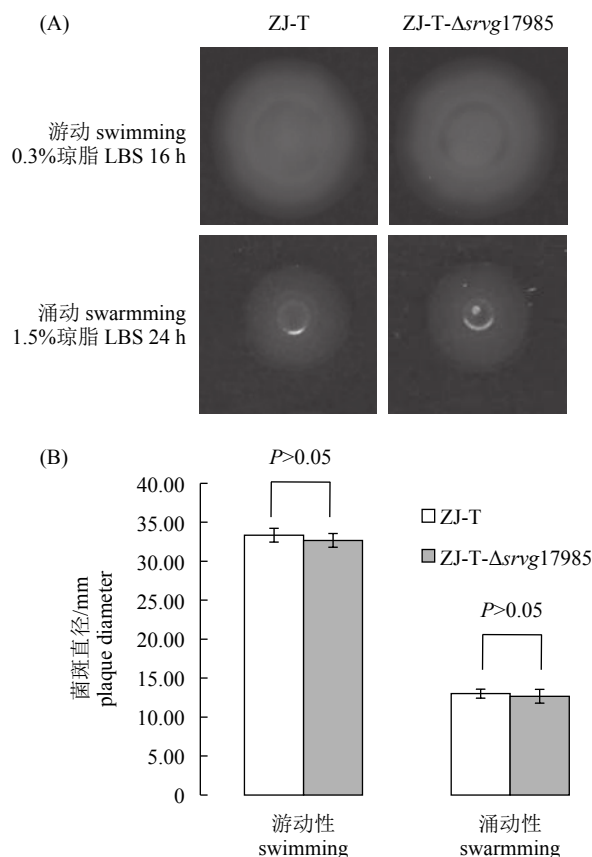 (A)
ZJ-T
ZJ-T-Δsrvg17985
游动 swimming
0.3%琼脂 LBS 16 h
涌动 swarmming
1.5%琼脂 LBS 24 h
(B)
P>0.05
40.00
35.00
30.00
25.00
20.00
15.00
10.00
5.00
0
菌斑直径/mm
plaque diameter
ZJ-T
ZJ-T-Δsrvg17985
P>0.05
游动性
swimming
涌动性
swarmming